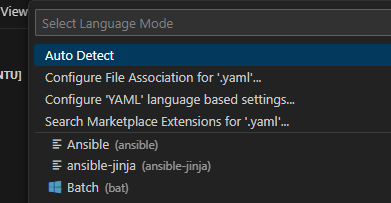 View
Select Language Mode
Auto Detect
NTU]
Configure File Association for '.yaml'...
Configure 'YAML' language based settings...
Search Marketplace Extensions for '.yaml'...
Ansible (ansible)
ansible-jinja (ansible-jinja)
Batch (bat)